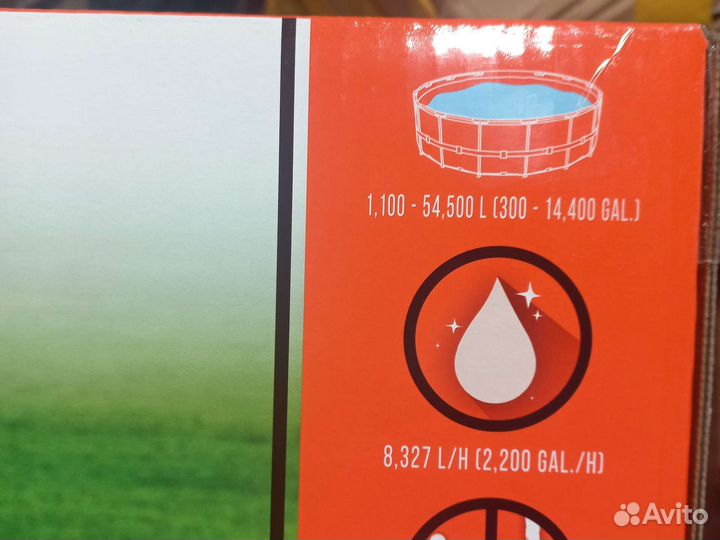 1,100 - 54,500 L (300 - 14,400 GAL.)
8,327 L/H (2,200 GAL./H)
Avito